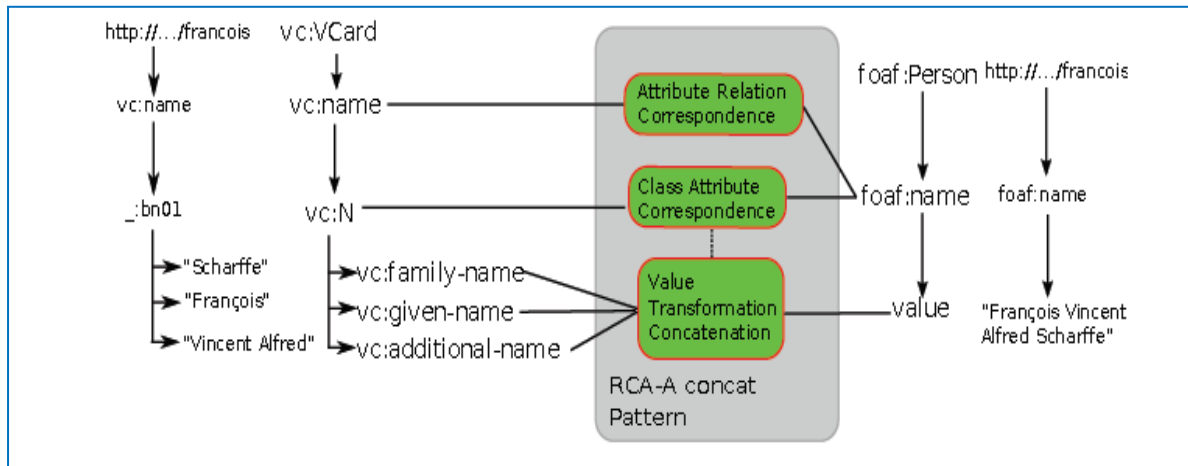 http://.../francois
vc:name
_:bn01
"Scharffe"
"François"
"Vincent Alfred"
vc:VCard
vc:name
vc:N
vc:family-name
vc:given-name
vc:additional-name
Attribute Relation
Correspondence
Class Attribute
Correspondence
Value
Transformation
Concatenation
RCA-A concat
Pattern
foaf:Person
foaf:name
value
http://.../francois
foaf:name
"François Vincent
Alfred Scharffe"